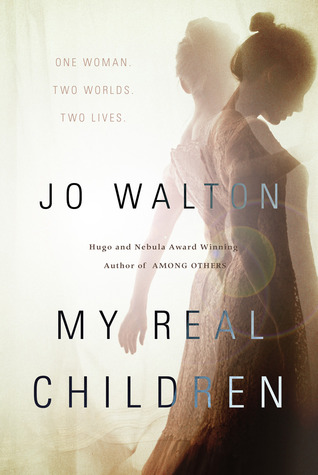 ONE WOMAN.
TWO WORLDS.
TWO LIVES.
JO WALTON
Hugo and Nebula Award Winning
Author of AMONG OTHERS
MY REAL
CHILDREN